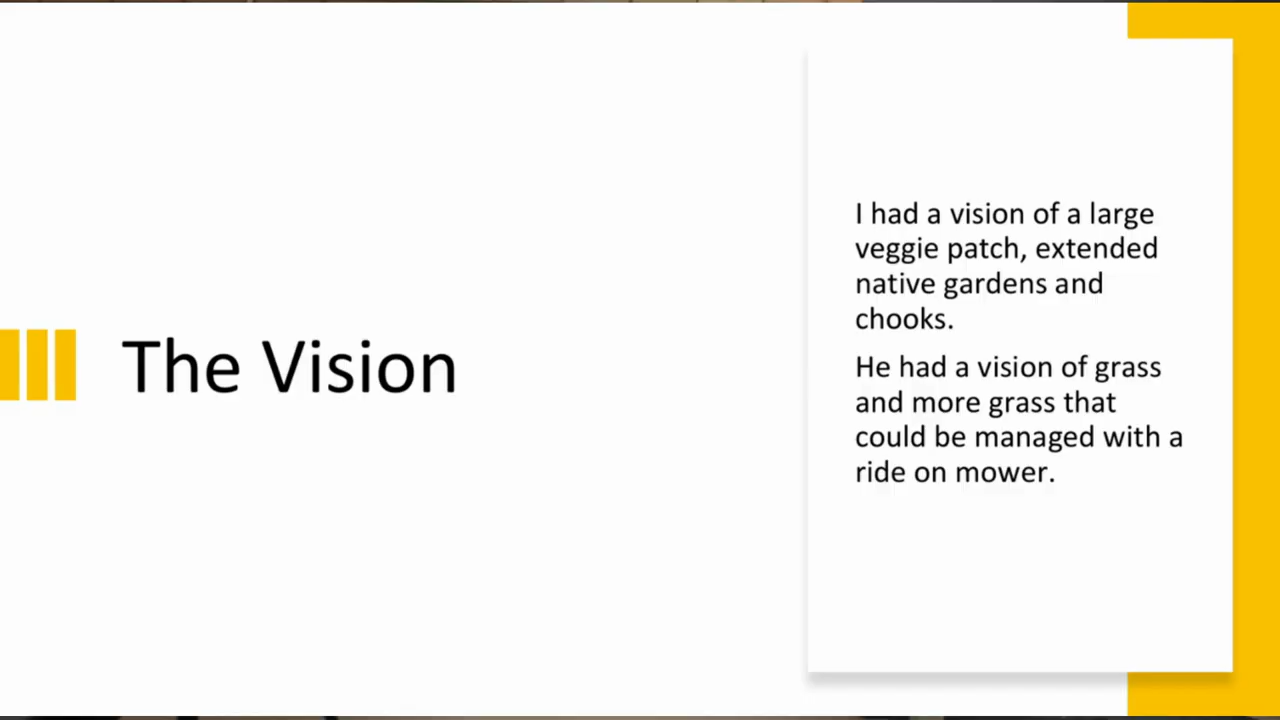 The Vision
I had a vision of a large
veggie patch, extended
native gardens and
chooks.
He had a vision of grass
and more grass that
could be managed with a
ride on mower.